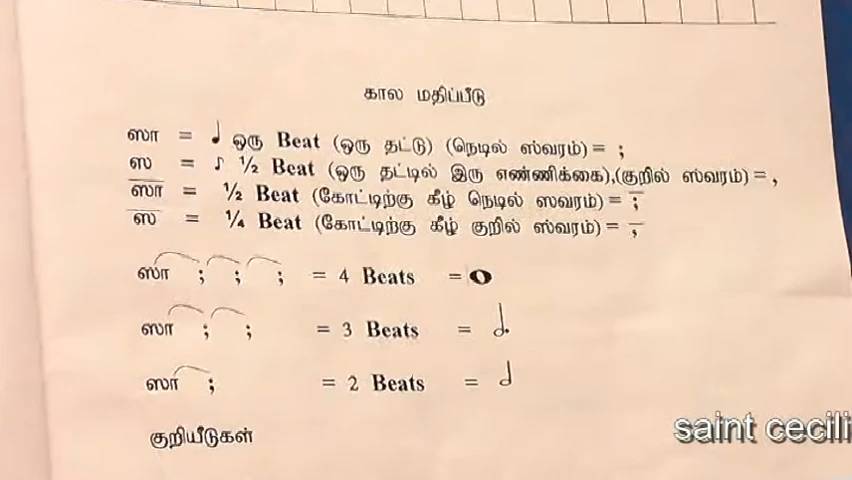 கால மதிப்பீடு
ஸா = ♩ ஒரு Beat (ஒரு தட்டு) (நெடில் ஸ்வரம்) = ;
ஸ = ♪ ½ Beat (ஒரு தட்டில் இரு எண்ணிக்கை),(குறில் ஸ்வரம்) = ,
ஸா = ½ Beat (கோட்டிற்கு கீழ் நெடில் ஸவரம்) = ;
ஸ = ¼ Beat (கோட்டிற்கு கீழ் குறில் ஸ்வரம்) = ,
ஸா ; ; ; = 4 Beats = 𝅝
ஸா ; ; = 3 Beats = 𝅗𝅥.
ஸா ; = 2 Beats = 𝅗𝅥
குறியீடுகள்
saint cecili